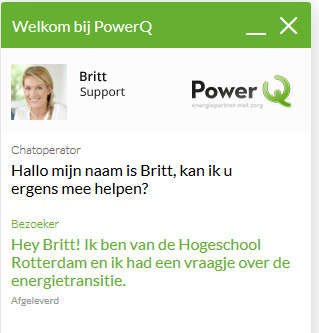 Welkom bij PowerQ
Britt
Support
Power Q
energiepartner met zorg
Chatoperator
Hallo mijn naam is Britt, kan ik u
ergens mee helpen?
Bezoeker
Hey Britt! Ik ben van de Hogeschool
Rotterdam en ik had een vraagje over de
energietransitie.
Afgeleverd